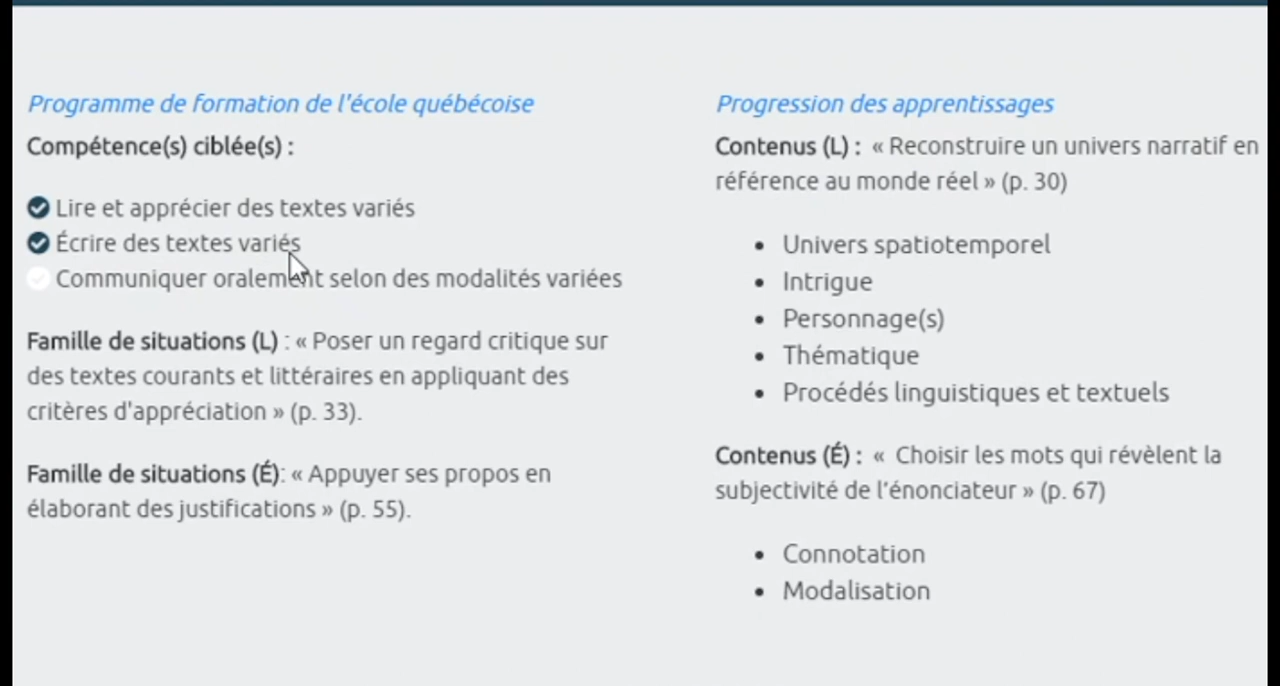 Programme de formation de l'école québécoise
Compétence(s) ciblée(s) :
Lire et apprécier des textes variés
Écrire des textes variés
Communiquer oralement selon des modalités variées
Famille de situations (L) : « Poser un regard critique sur
des textes courants et littéraires en appliquant des
critères d'appréciation » (p. 33).
Famille de situations (É): « Appuyer ses propos en
élaborant des justifications » (p. 55).
Progression des apprentissages
Contenus (L) : « Reconstruire un univers narratif en
référence au monde réel » (p. 30)
• Univers spatiotemporel
• Intrigue
• Personnage(s)
• Thématique
• Procédés linguistiques et textuels
Contenus (É) : « Choisir les mots qui révèlent la
subjectivité de l’énonciateur » (p. 67)
• Connotation
• Modalisation